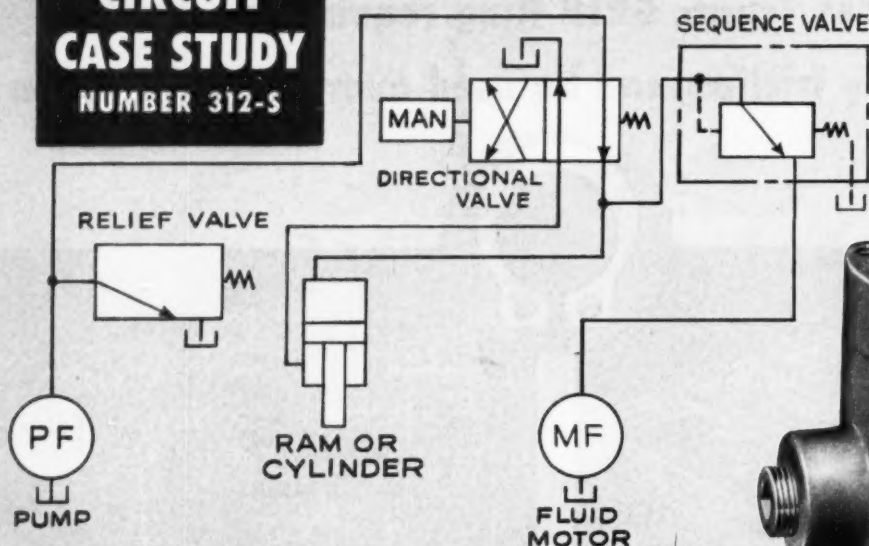 CIRCUIT
CASE STUDY
NUMBER 312-S
SEQUENCE VALVE
MAN
DIRECTIONAL
VALVE
RELIEF VALVE
PF
PUMP
RAM OR
CYLINDER
MF
FLUID
MOTOR